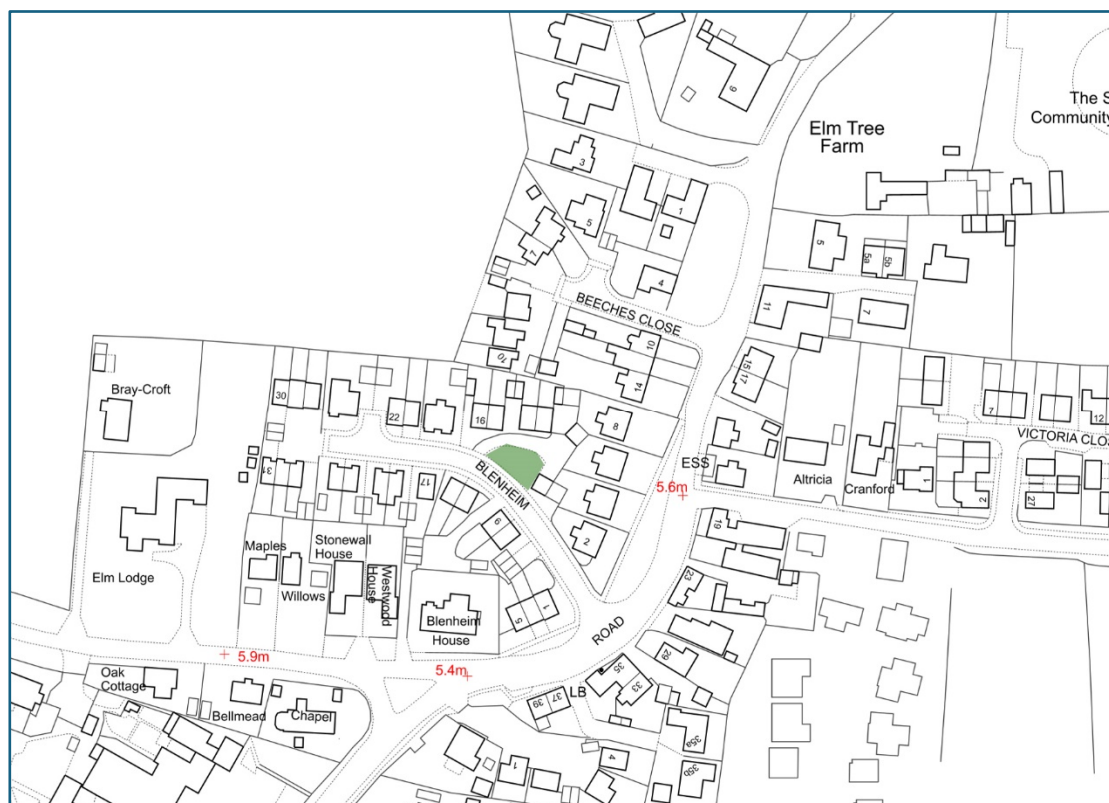 9
The S
Community
Elm Tree
Farm
3
1
5
5
5a
5b
7
4
11
7
BEECHES CLOSE
10
70
14
15
17
Bray-Croft
30
22
16
8
7
12
VICTORIA CLO
ESS
BLENHEIM
31
17
5.6m
Altricia
Cranford
1
2
27
9
2
19
Stonewall
House
Maples
Willows
Westwood
House
Elm Lodge
23
Blenheim
House
1
5
ROAD
29
5.9m
5.4m
35
33
Oak
Cottage
Bellmead
Chapel
LB
39
37
35a
1
4
35b